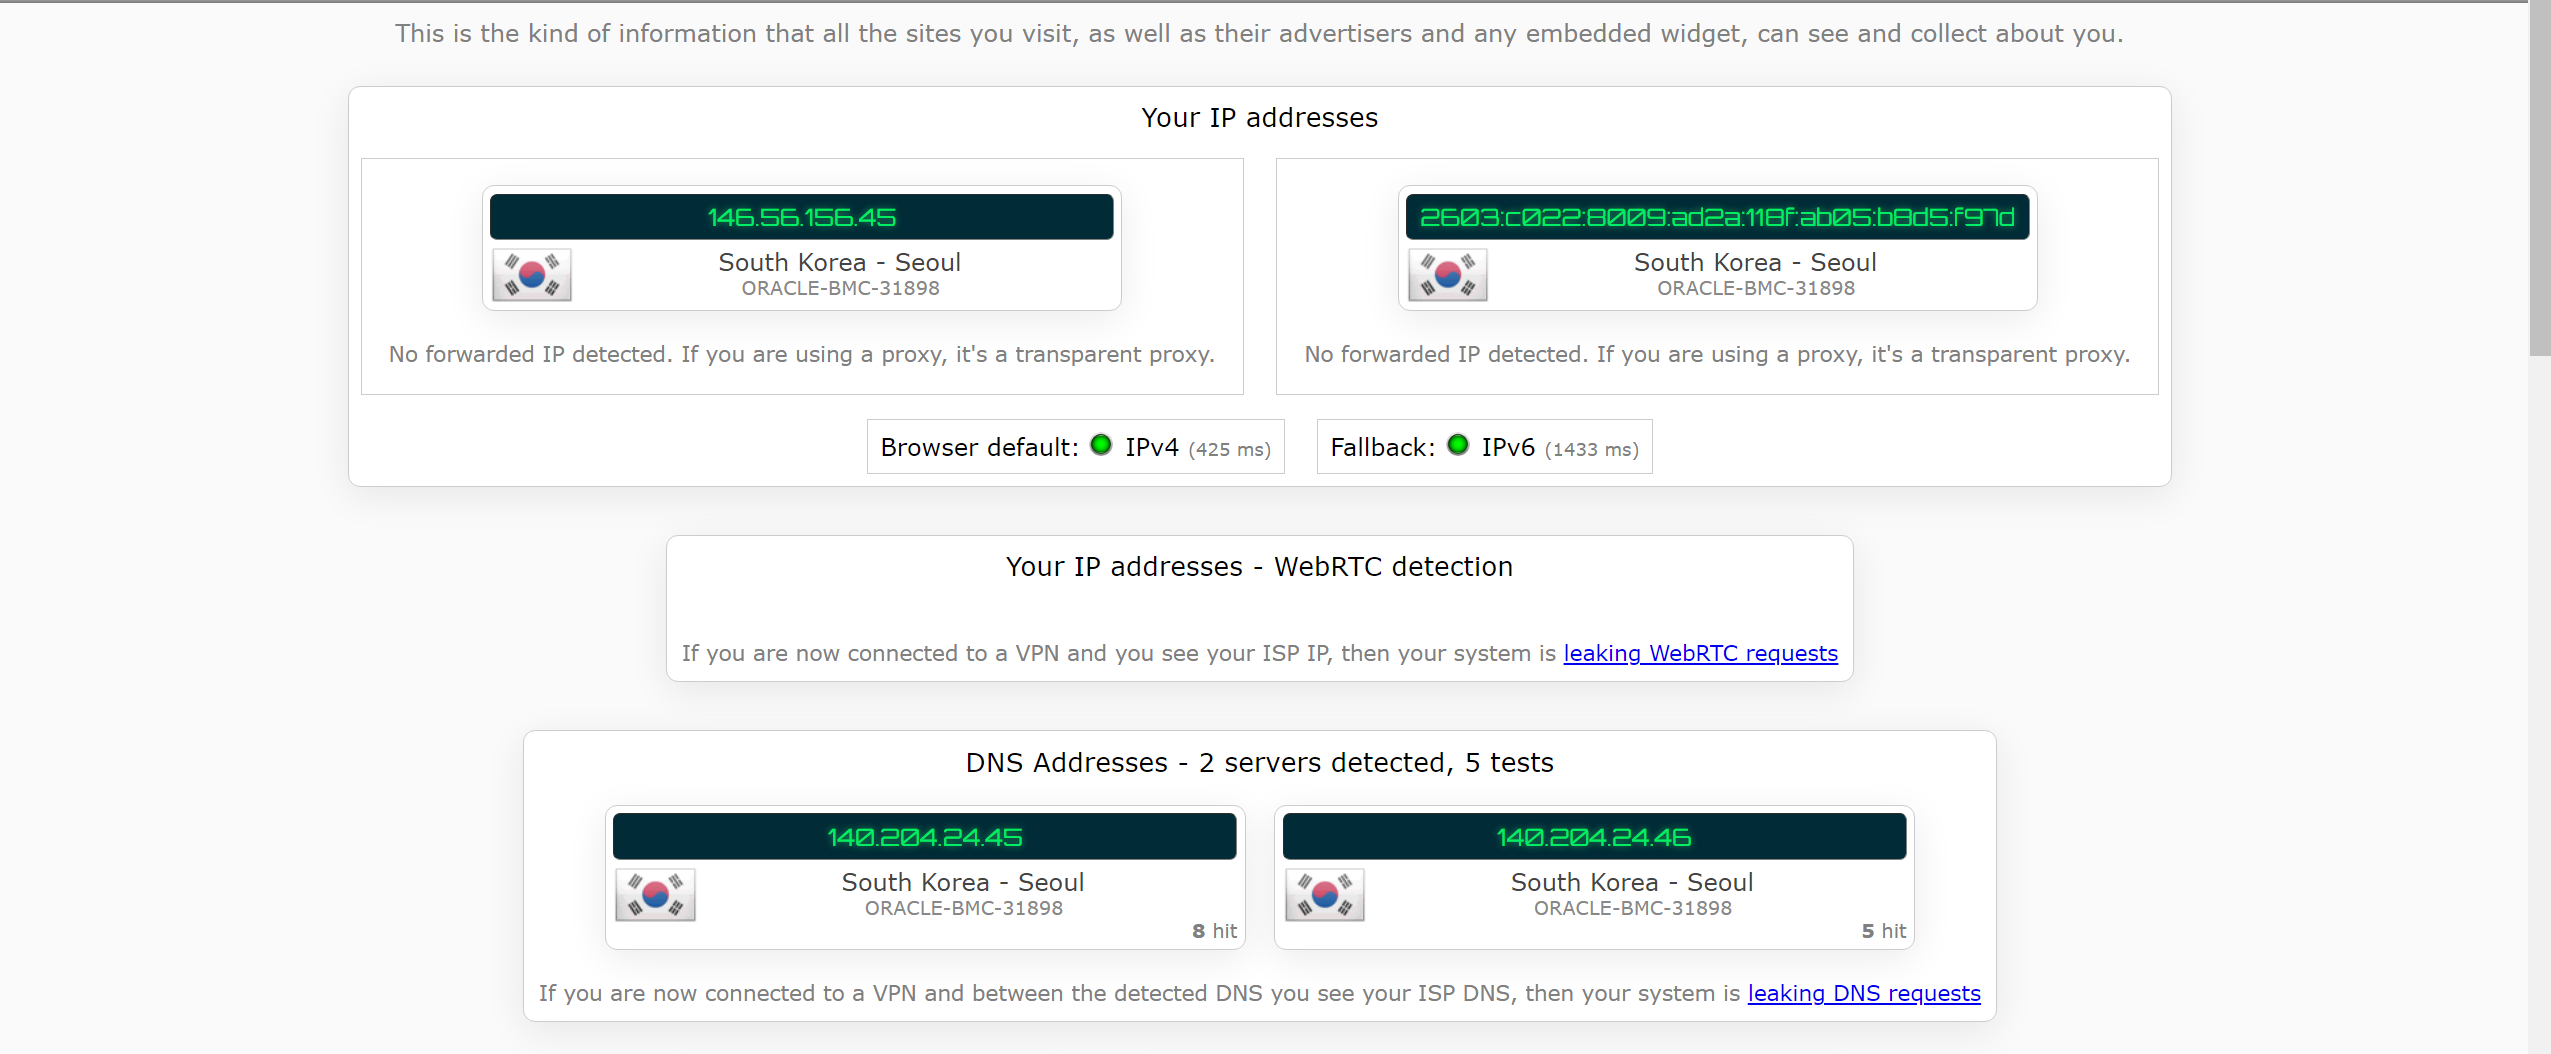 This is the kind of information that all the sites you visit, as well as their advertisers and any embedded widget, can see and collect about you.
Your IP addresses
146.56.156.45
South Korea - Seoul
ORACLE-BMC-31898
No forwarded IP detected. If you are using a proxy, it's a transparent proxy.
2603:c022:8009:ad2a:118f:ab05:b8d5:f97d
South Korea - Seoul
ORACLE-BMC-31898
No forwarded IP detected. If you are using a proxy, it's a transparent proxy.
Browser default: IPv4 (425 ms)
Fallback: IPv6 (1433 ms)
Your IP addresses - WebRTC detection
If you are now connected to a VPN and you see your ISP IP, then your system is leaking WebRTC requests
DNS Addresses - 2 servers detected, 5 tests
140.204.24.45
South Korea - Seoul
ORACLE-BMC-31898
8 hit
140.204.24.46
South Korea - Seoul
ORACLE-BMC-31898
5 hit
If you are now connected to a VPN and between the detected DNS you see your ISP DNS, then your system is leaking DNS requests